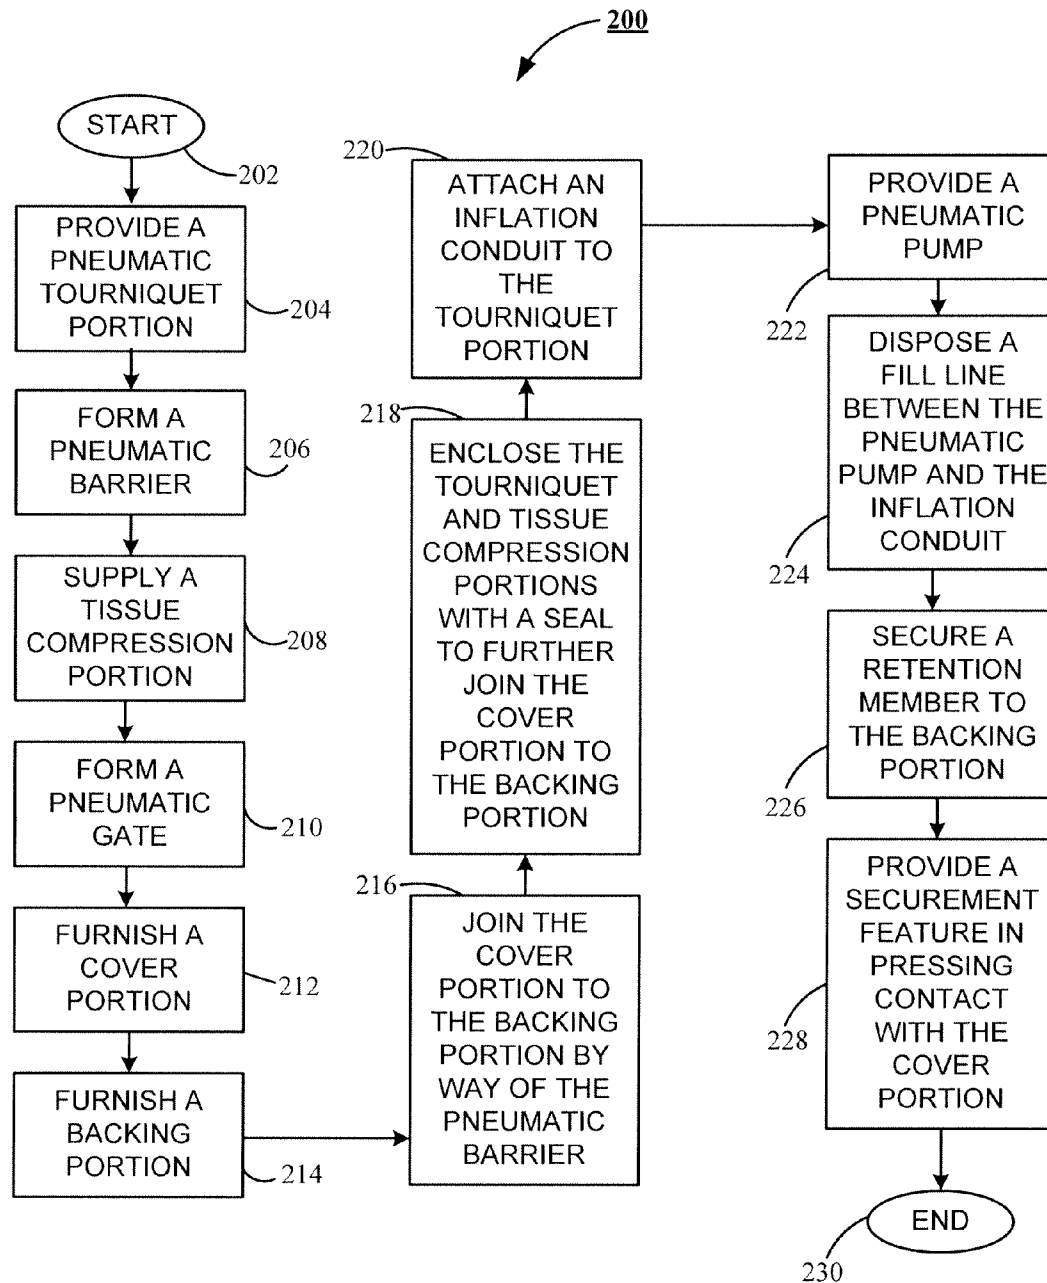 200
START
202
PROVIDE A
PNEUMATIC
TOURNIQUET
PORTION
204
FORM A
PNEUMATIC
BARRIER
206
SUPPLY A
TISSUE
COMPRESSION
PORTION
208
FORM A
PNEUMATIC
GATE
210
FURNISH A
COVER
PORTION
212
FURNISH A
BACKING
PORTION
214
216
JOIN THE
COVER
PORTION TO
THE BACKING
PORTION BY
WAY OF THE
PNEUMATIC
BARRIER
218
ENCLOSE THE
TOURNIQUET
AND TISSUE
COMPRESSION
PORTIONS
WITH A SEAL
TO FURTHER
JOIN THE
COVER
PORTION TO
THE BACKING
PORTION
220
ATTACH AN
INFLATION
CONDUIT TO
THE
TOURNIQUET
PORTION
PROVIDE A
PNEUMATIC
PUMP
222
DISPOSE A
FILL LINE
BETWEEN THE
PNEUMATIC
PUMP AND THE
INFLATION
CONDUIT
224
SECURE A
RETENTION
MEMBER TO
THE BACKING
PORTION
226
PROVIDE A
SECUREMENT
FEATURE IN
PRESSING
CONTACT
WITH THE
COVER
PORTION
228
END
230